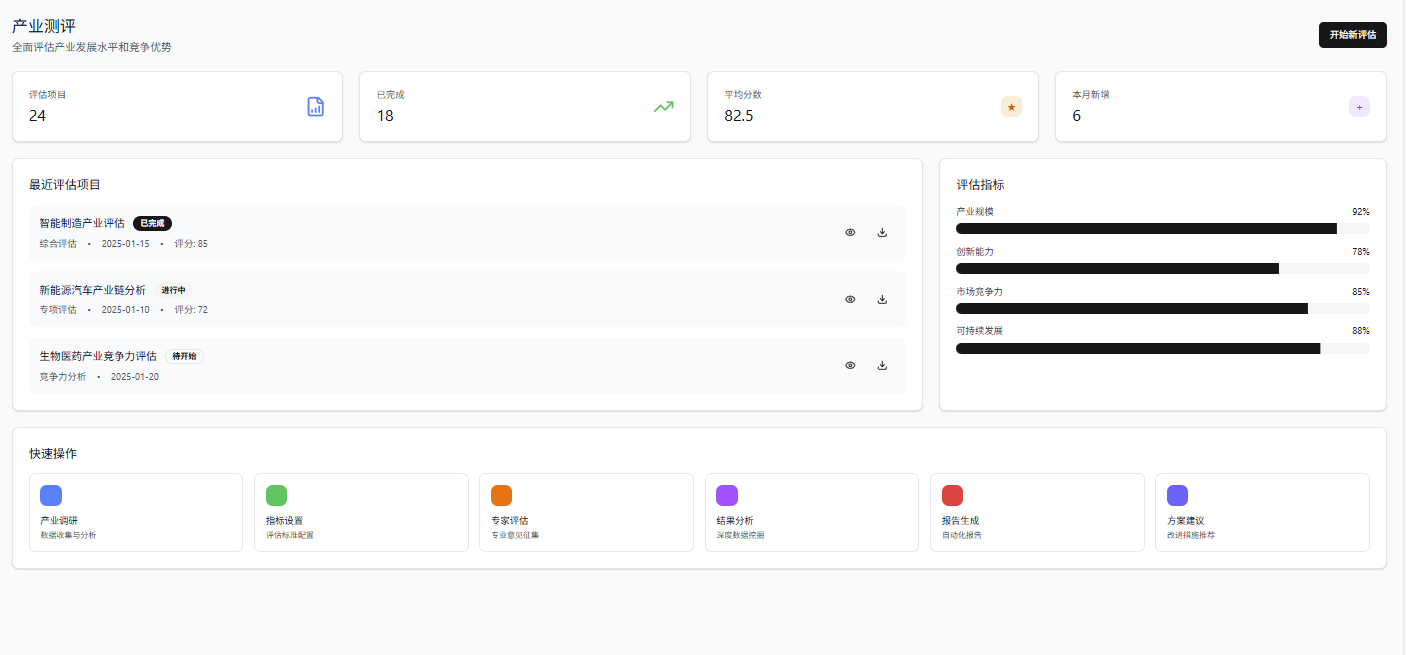 产业测评
全面评估产业发展水平和竞争优势
开始新评估
评估项目
24
已完成
18
平均分数
82.5
本月新增
6
最近评估项目
智能制造产业评估 已完成
综合评估 • 2025-01-15 • 评分: 85
新能源汽车产业链分析 进行中
专项评估 • 2025-01-10 • 评分: 72
生物医药产业竞争力评估 待开始
竞争力分析 • 2025-01-20
评估指标
产业规模 92%
创新能力 78%
市场竞争力 85%
可持续发展 88%
快速操作
产业调研
数据收集与分析
指标设置
评估标准配置
专家评估
专业意见征集
结果分析
深度数据挖掘
报告生成
自动化报告
方案建议
改进措施推荐